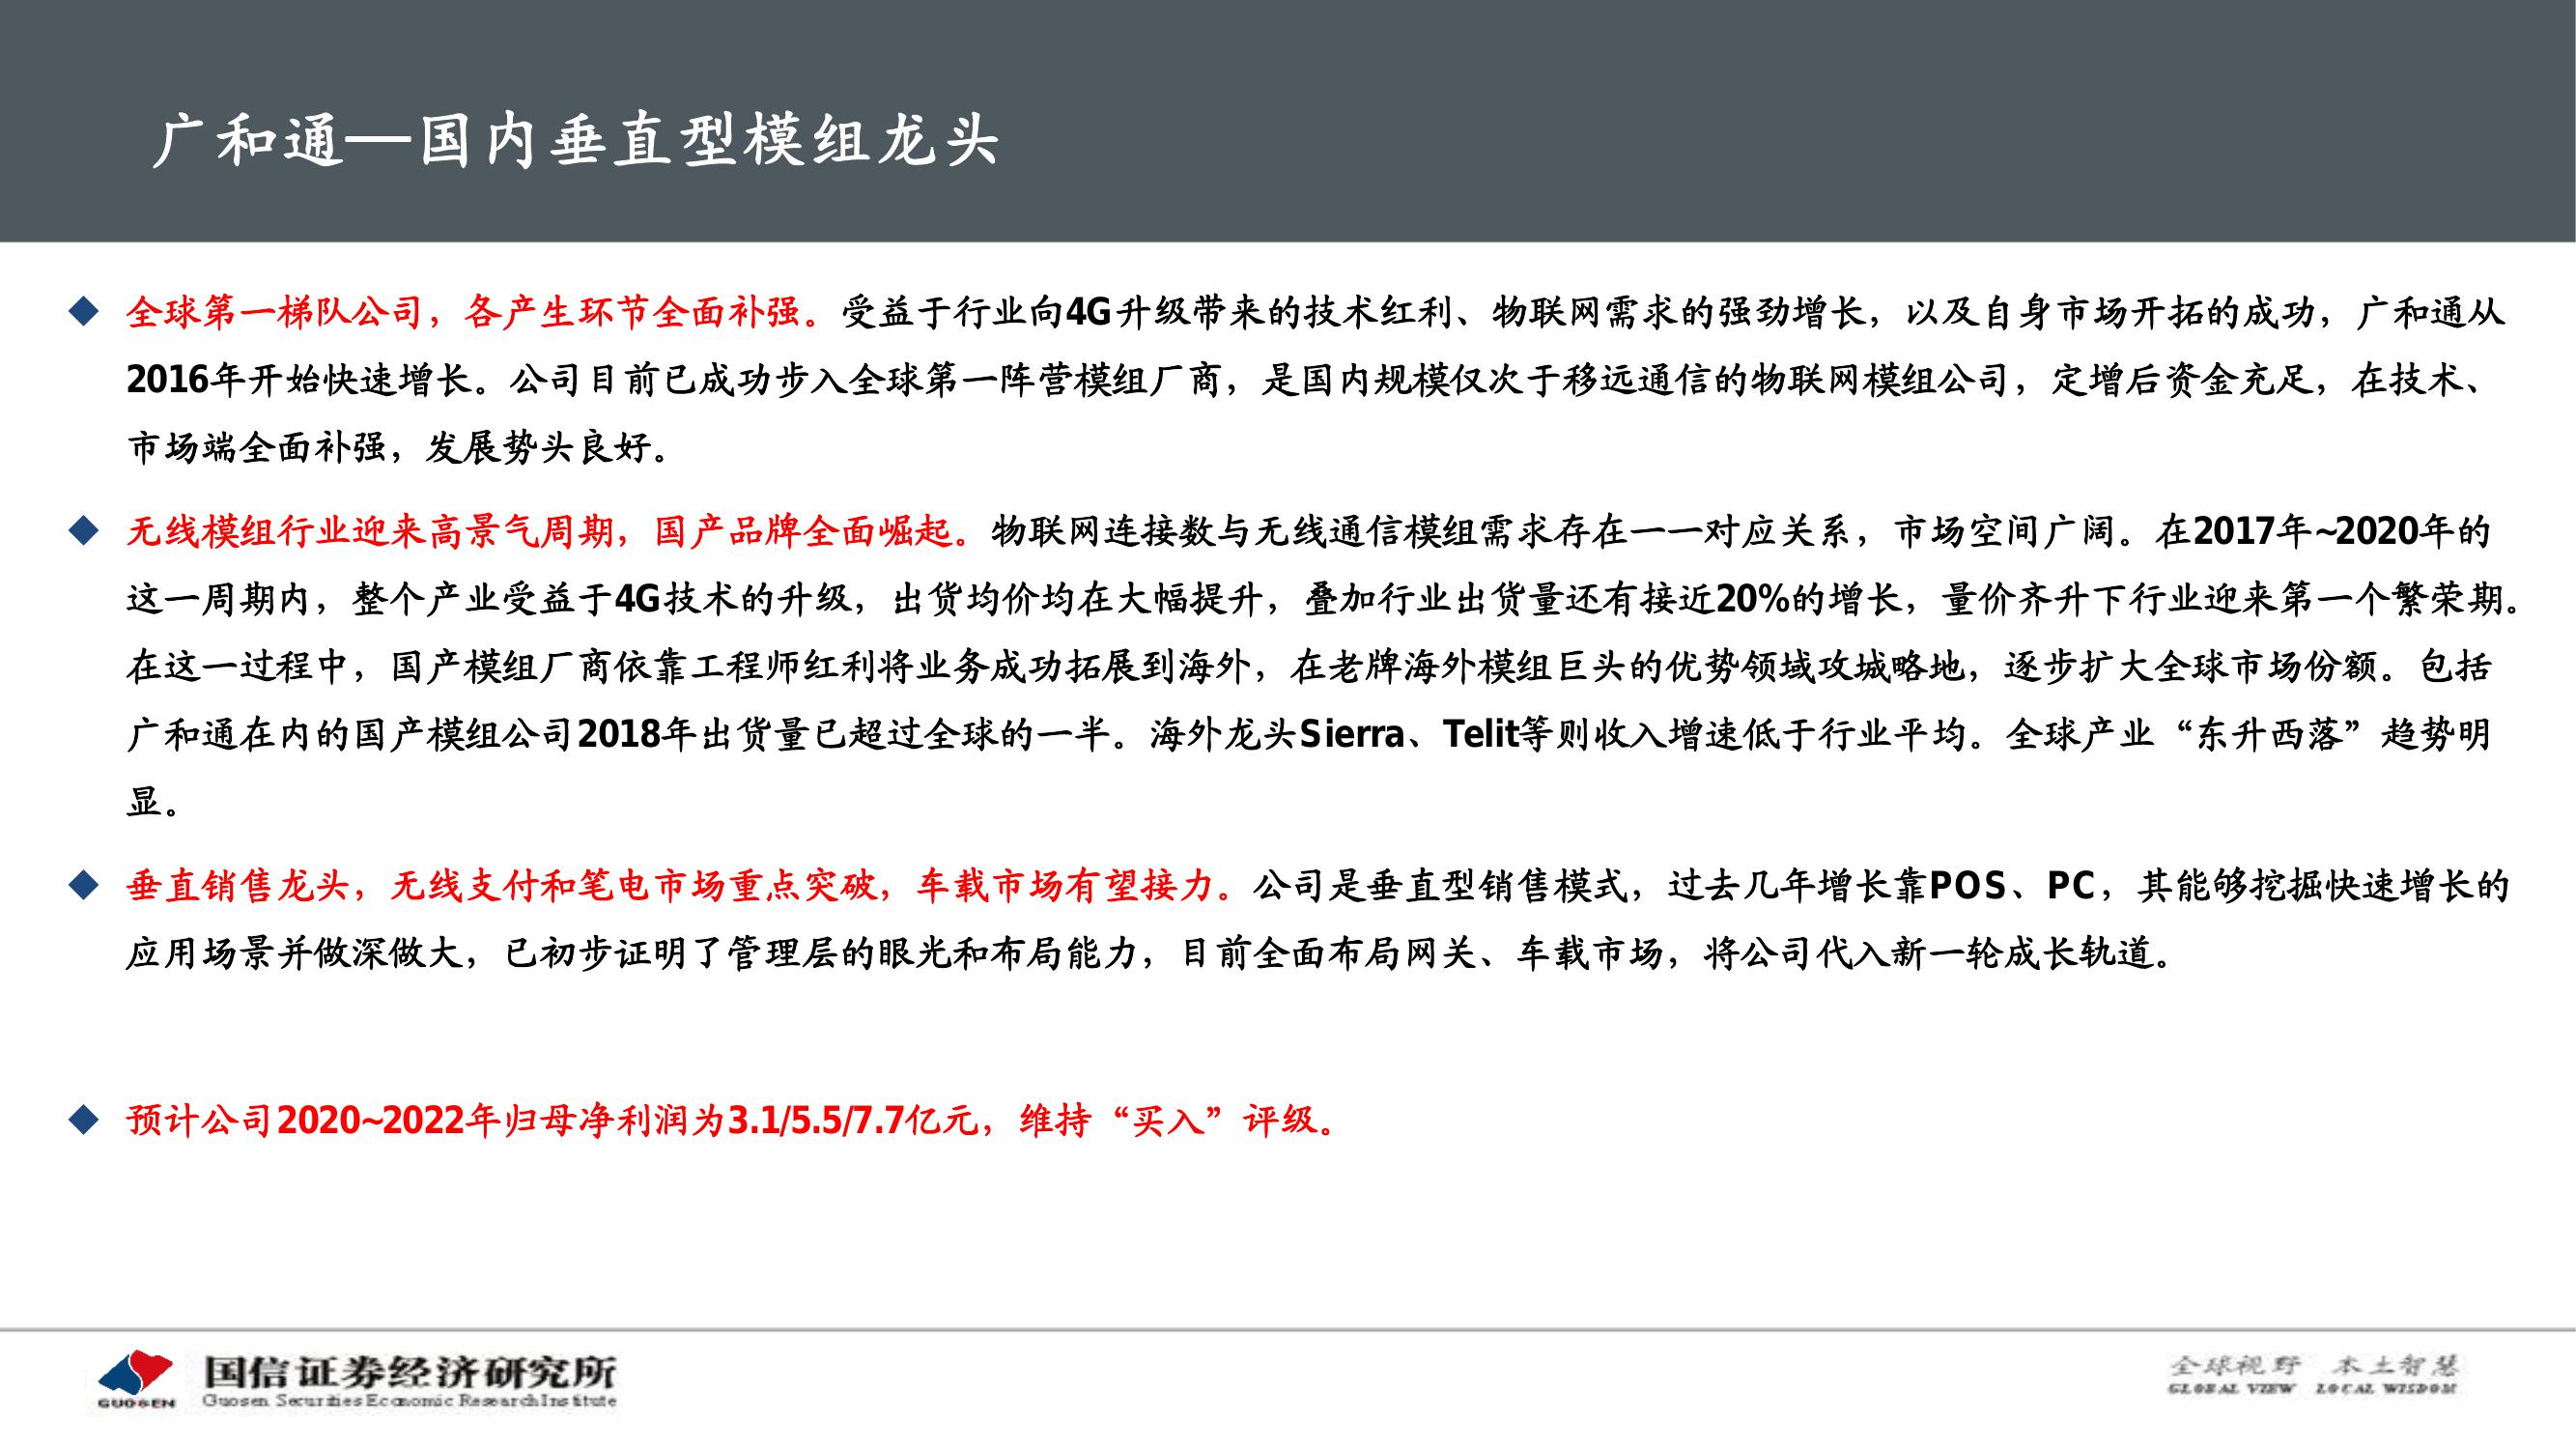 广和通—国内垂直型模组龙头
全球第一梯队公司，各产生环节全面补强。受益于行业向4G升级带来的技术红利、物联网需求的强劲增长，以及自身市场开拓的成功，广和通从
2016年开始快速增长。公司目前已成功步入全球第一阵营模组厂商，是国内规模仅次于移远通信的物联网模组公司，定增后资金充足，在技术、
市场端全面补强，发展势头良好。
无线模组行业迎来高景气周期，国产品牌全面崛起。物联网连接数与无线通信模组需求存在一一对应关系，市场空间广阔。在2017年~2020年的
这一周期内，整个产业受益于4G技术的升级，出货均价均在大幅提升，叠加行业出货量还有接近20%的增长，量价齐升下行业迎来第一个繁荣期。
在这一过程中，国产模组厂商依靠工程师红利将业务成功拓展到海外，在老牌海外模组巨头的优势领域攻城略地，逐步扩大全球市场份额。包括
广和通在内的国产模组公司2018年出货量已超过全球的一半。海外龙头Sierra、Telit等则收入增速低于行业平均。全球产业“东升西落”趋势明
显。
垂直销售龙头，无线支付和笔电市场重点突破，车载市场有望接力。公司是垂直型销售模式，过去几年增长靠POS、PC，其能够挖掘快速增长的
应用场景并做深做大，已初步证明了管理层的眼光和布局能力，目前全面布局网关、车载市场，将公司代入新一轮成长轨道。
预计公司2020~2022年归母净利润为3.1/5.5/7.7亿元，维持“买入”评级。
GUOSEN
国信证券经济研究所
Guosen Securities Economic Research Institute
全球视野 本土智慧
GLOBAL VIEW LOCAL WISDOM